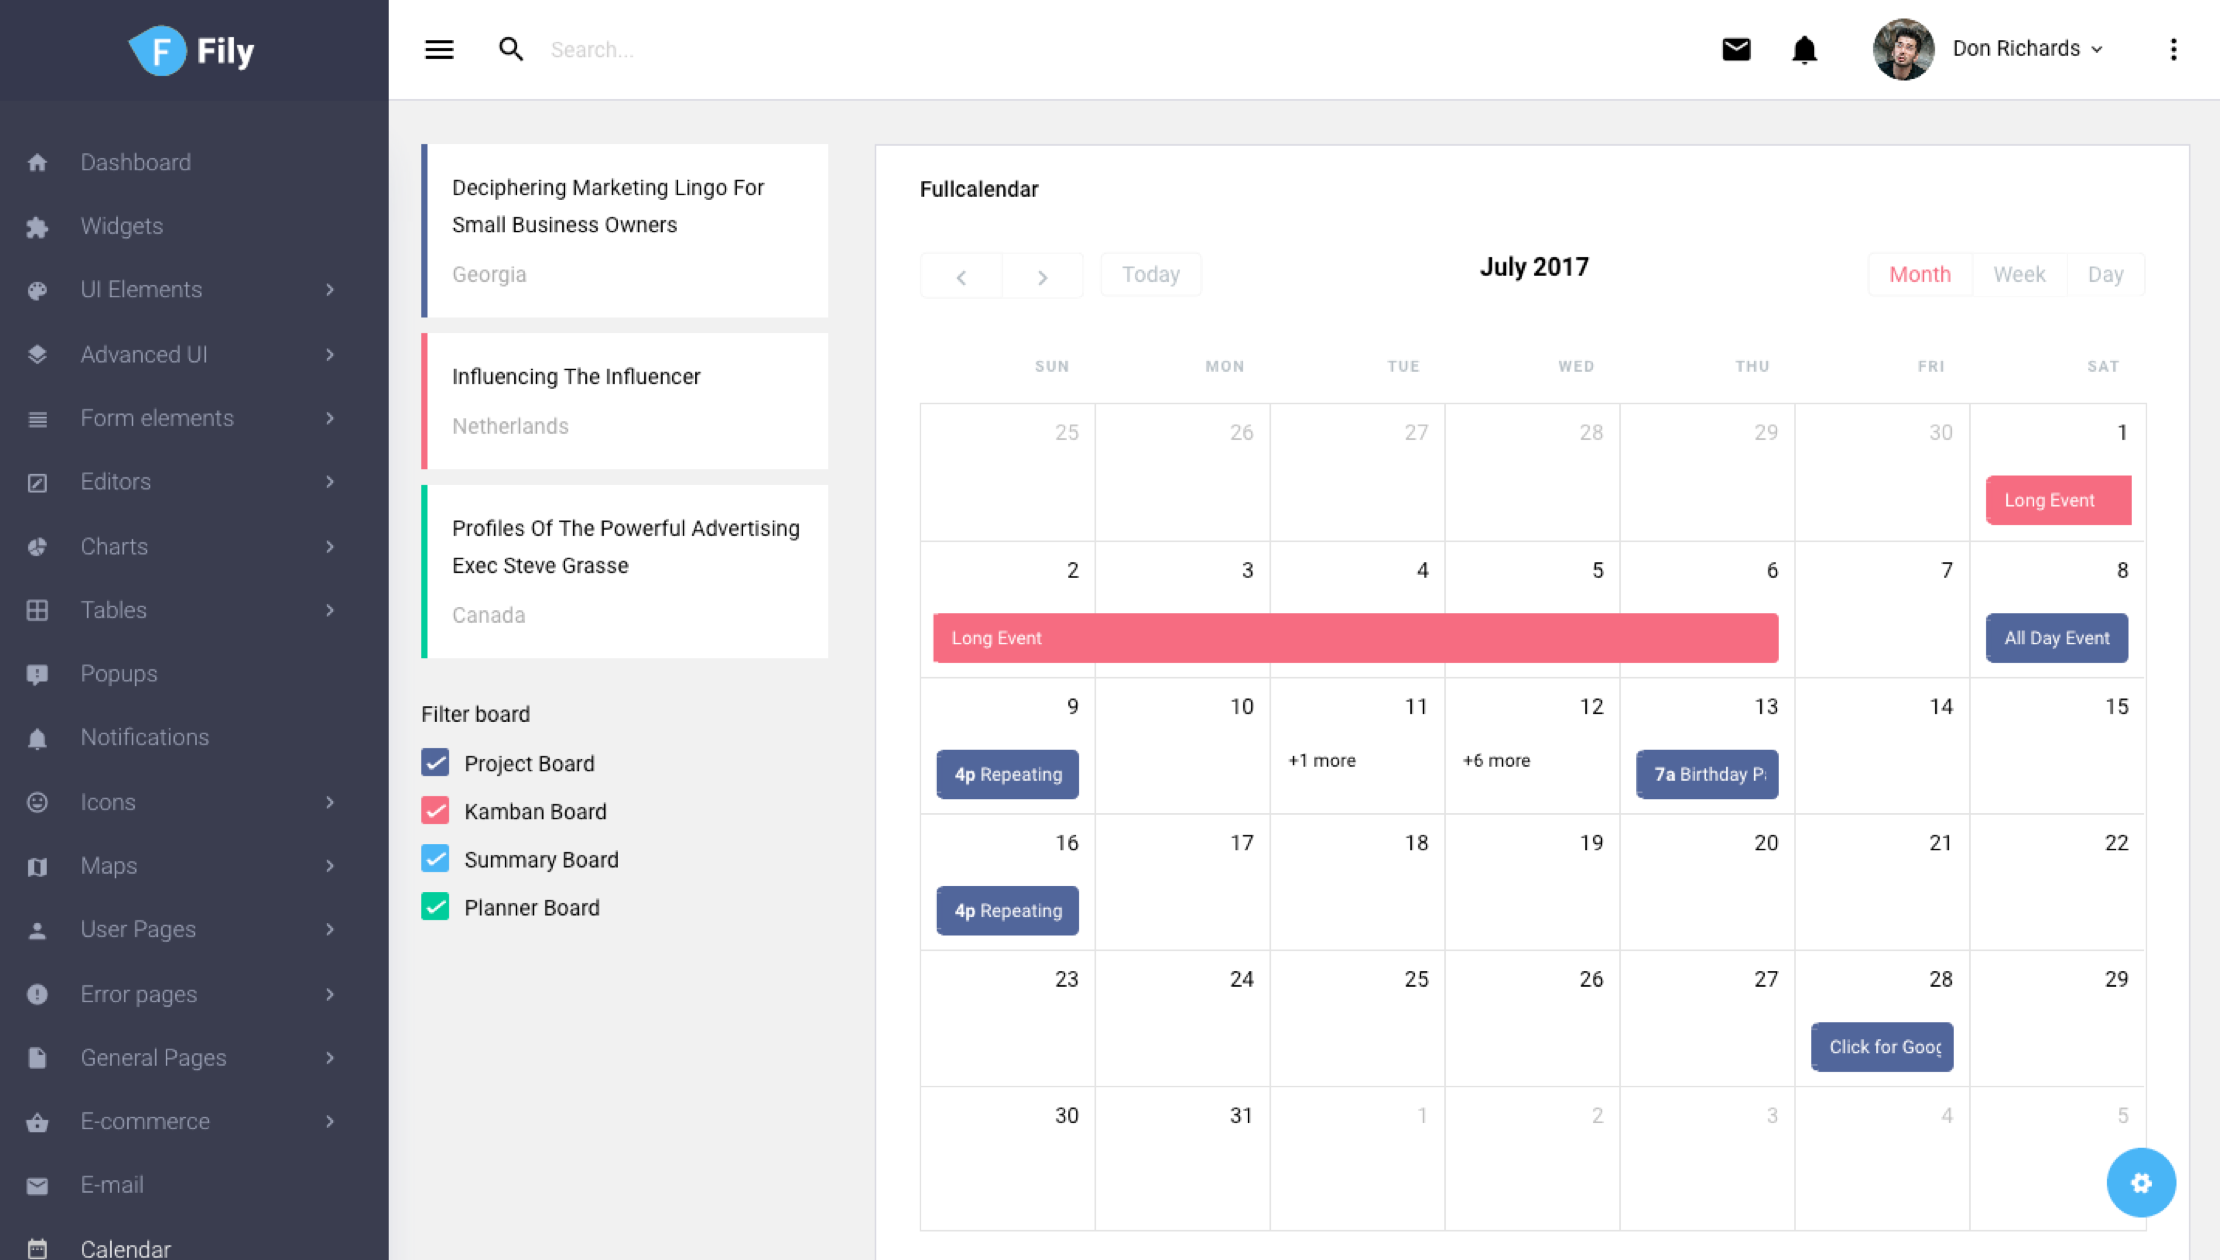 F Fily
Search...
Don Richards
Dashboard
Widgets
UI Elements
Advanced UI
Form elements
Editors
Charts
Tables
Popups
Notifications
Icons
Maps
User Pages
Error pages
General Pages
E-commerce
E-mail
Calendar
Deciphering Marketing Lingo For
Small Business Owners
Georgia
Influencing The Influencer
Netherlands
Profiles Of The Powerful Advertising
Exec Steve Grasse
Canada
Filter board
Project Board
Kamban Board
Summary Board
Planner Board
Fullcalendar
Today
July 2017
Month Week Day
SUN MON TUE WED THU FRI SAT
25 26 27 28 29 30 1
Long Event
2 3 4 5 6 7 8
Long Event All Day Event
9 10 11 12 13 14 15
4p Repeating +1 more +6 more 7a Birthday Pa
16 17 18 19 20 21 22
4p Repeating
23 24 25 26 27 28 29
Click for Goog
30 31 1 2 3 4 5